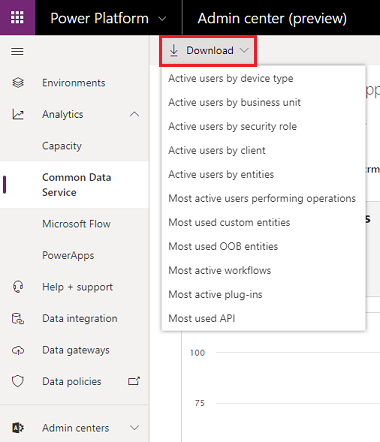 Power Platform Admin center (preview)
Download
Environments
Analytics
Capacity
Common Data
Service
Microsoft Flow
PowerApps
Help + support
Data integration
Data gateways
Data policies
Admin centers
Active users by device type
Active users by business unit
Active users by security role
Active users by client
Active users by entities
Most active users performing operations
Most used custom entities
Most used OOB entities
Most active workflows
Most active plug-ins
Most used API
100
75